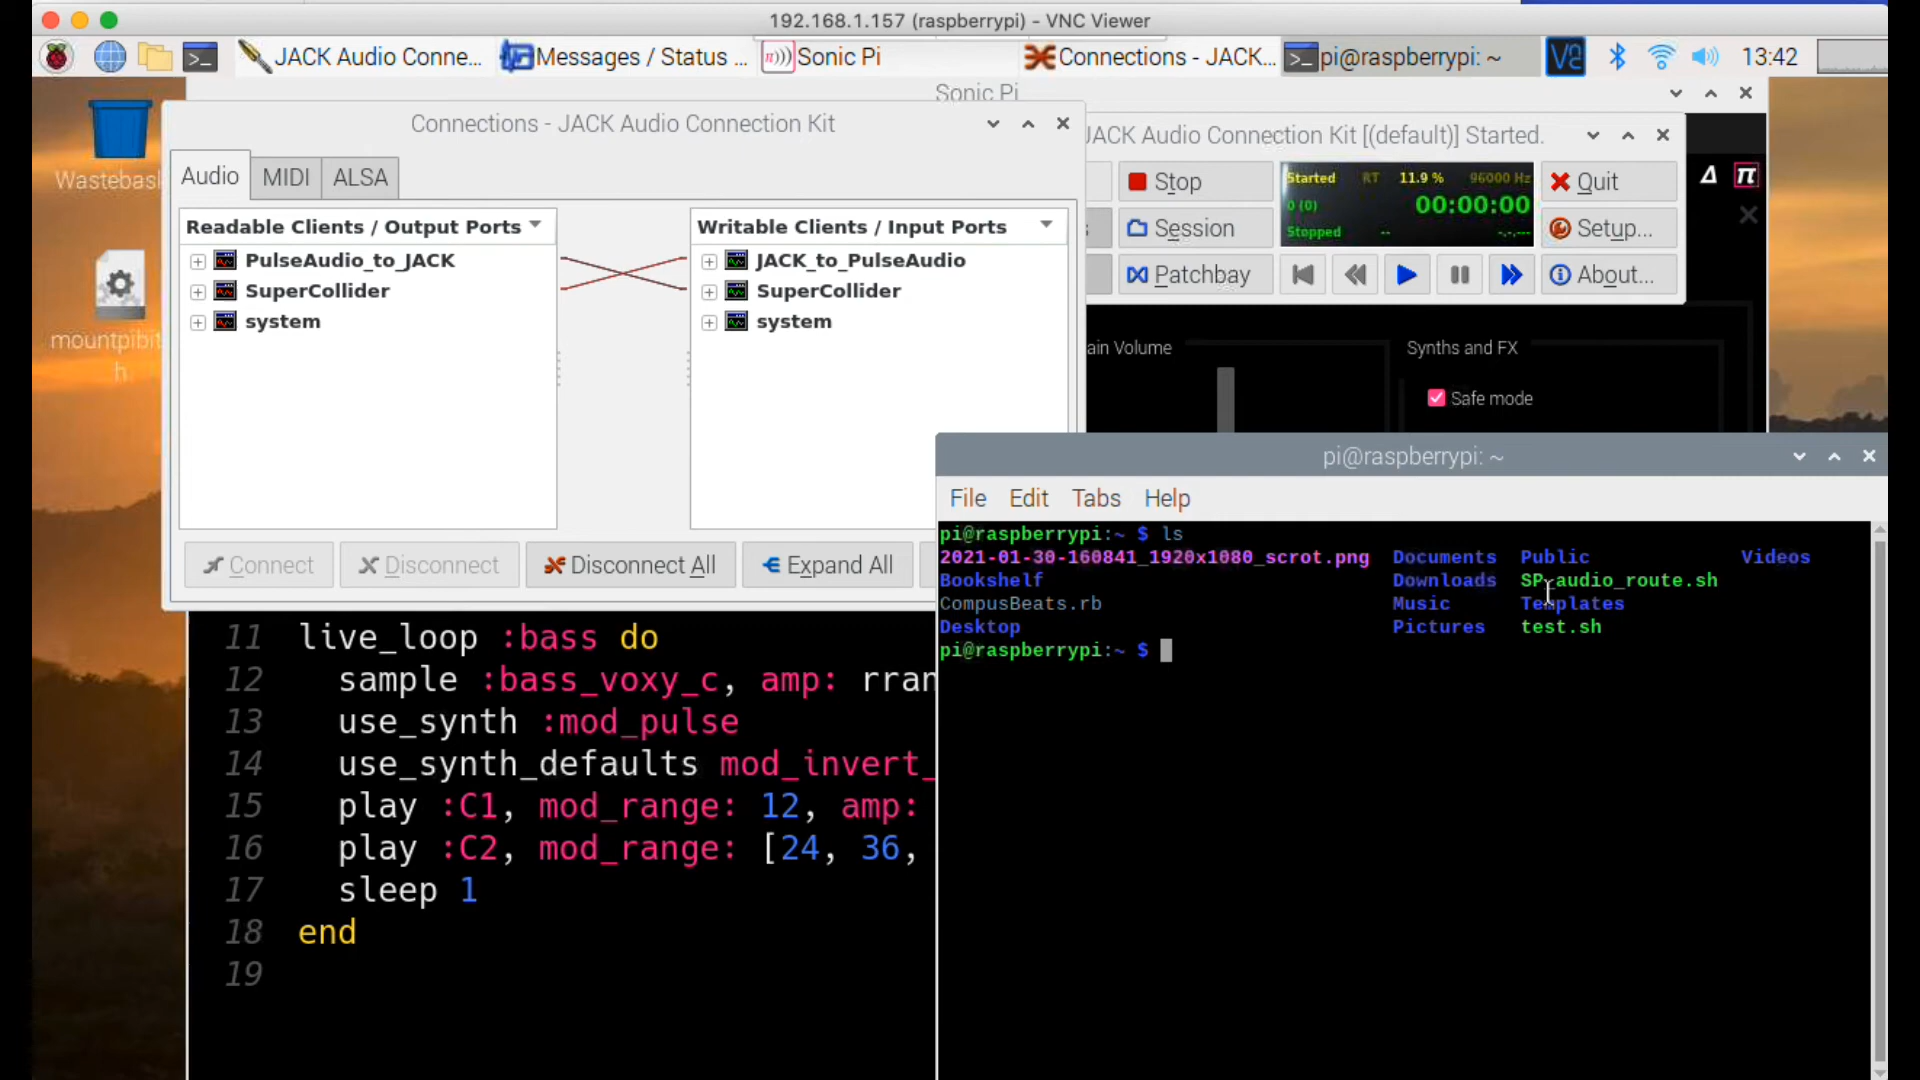 192.168.1.157 (raspberrypi) - VNC Viewer
JACK Audio Conne...
Messages / Status ...
Sonic Pi
Connections - JACK...
pi@raspberrypi: ~
13:42
Sonic Pi
Connections - JACK Audio Connection Kit
JACK Audio Connection Kit [(default)] Started.
Audio MIDI ALSA
Readable Clients / Output Ports
PulseAudio_to_JACK
SuperCollider
system
Writable Clients / Input Ports
JACK_to_PulseAudio
SuperCollider
system
Connect
Disconnect
Disconnect All
Expand All
Stop
Session
Patchbay
Started RT 11.9 % 96000 Hz
0 (0) 00:00:00
Stopped -- -.-.---
Quit
Setup...
About...
ain Volume
Synths and FX
Safe mode
Wastebas
mountpibit
h
pi@raspberrypi: ~
File Edit Tabs Help
pi@raspberrypi:~ $ ls
2021-01-30-160841_1920x1080_scrot.png Documents Public Videos
Bookshelf Downloads SP_audio_route.sh
CompusBeats.rb Music Templates
Desktop Pictures test.sh
pi@raspberrypi:~ $
11 live_loop :bass do
12 sample :bass_voxy_c, amp: rran
13 use_synth :mod_pulse
14 use_synth_defaults mod_invert_
15 play :C1, mod_range: 12, amp:
16 play :C2, mod_range: [24, 36,
17 sleep 1
18 end
19